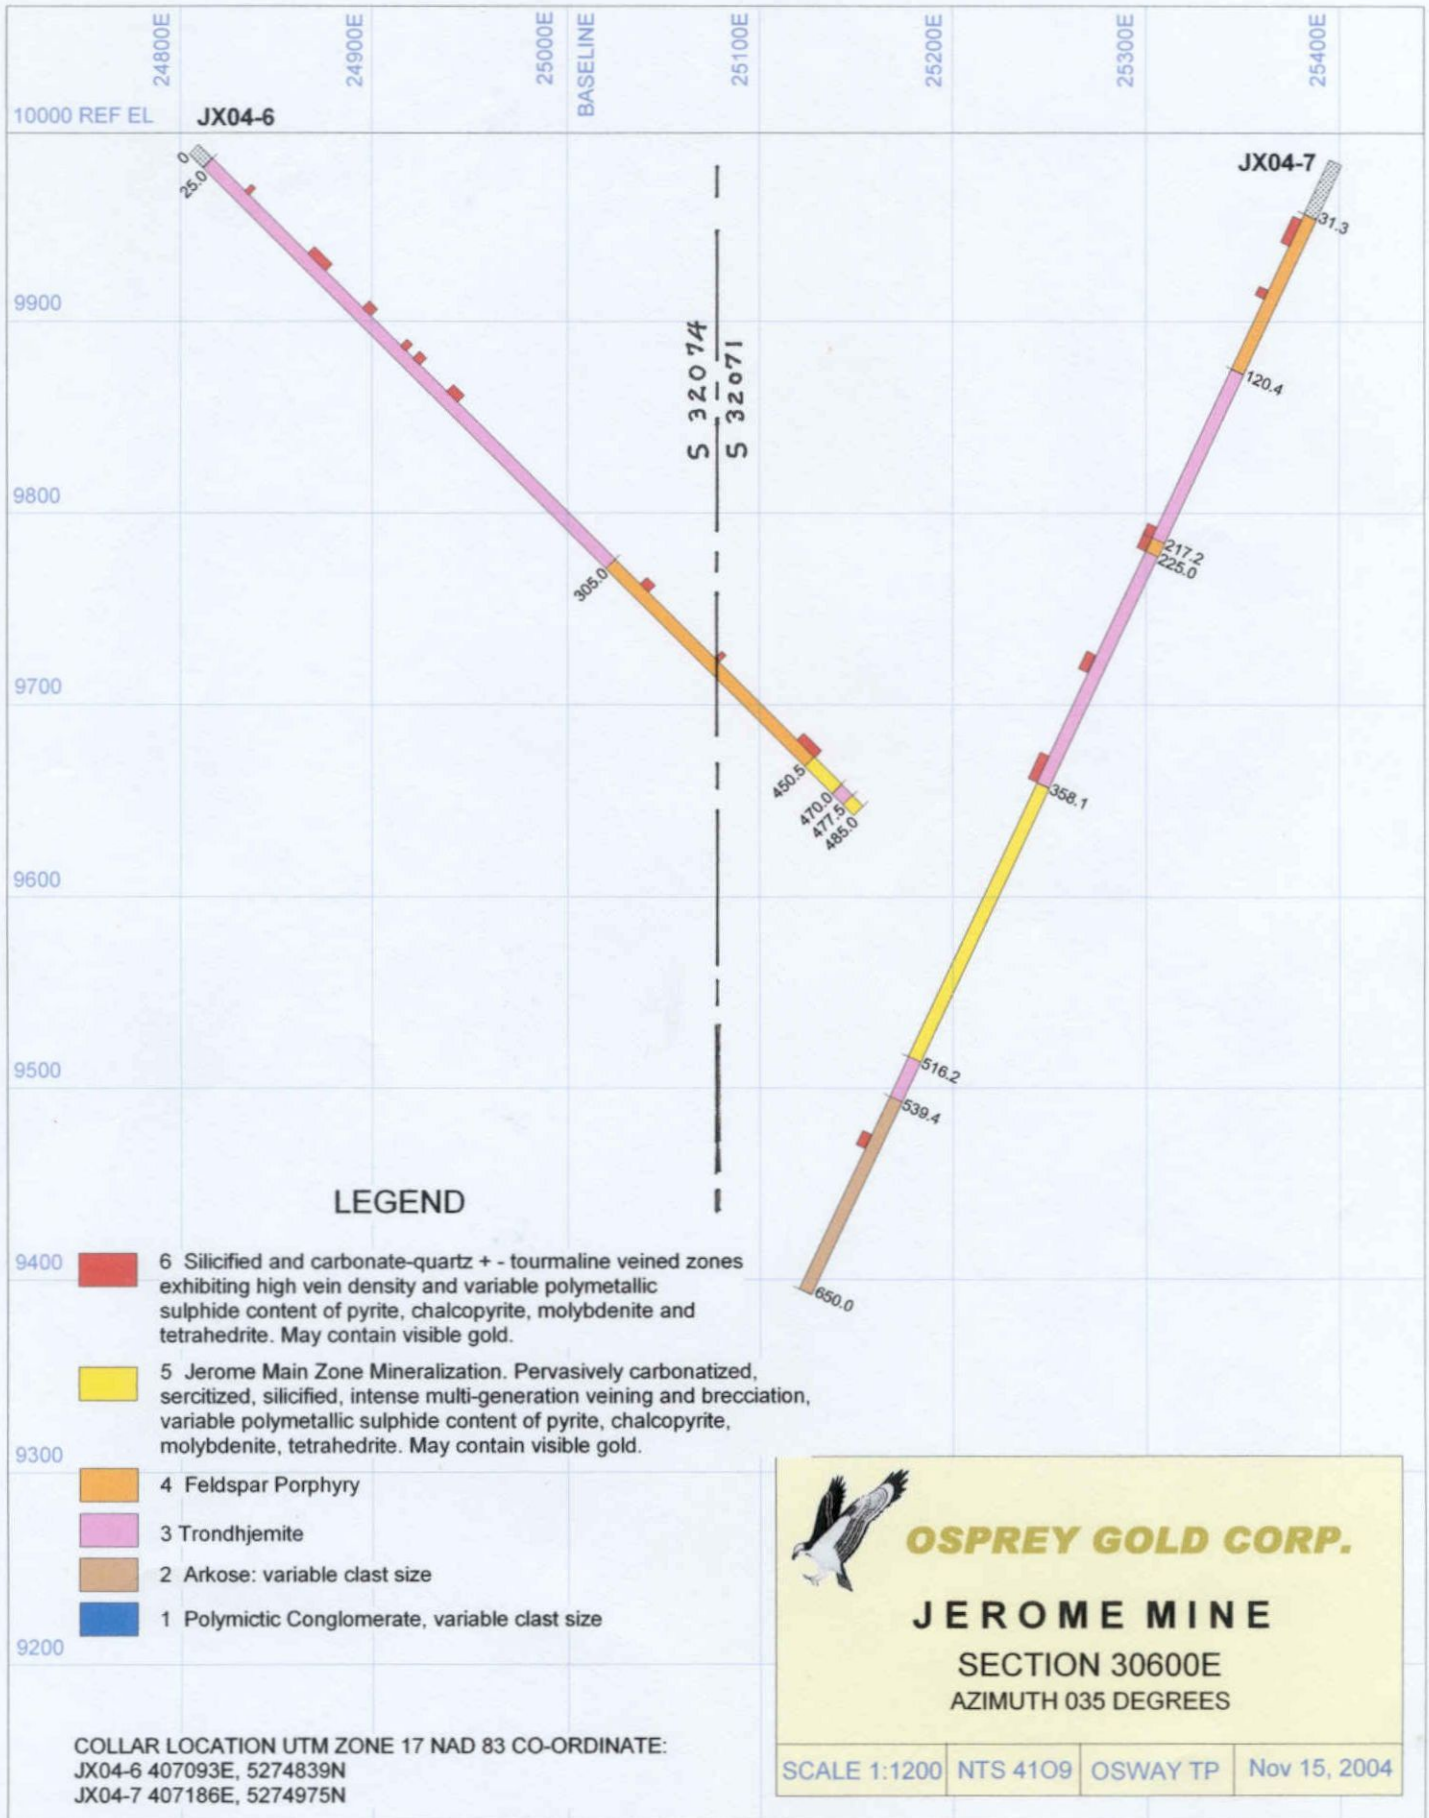 24800E
24900E
25000E
BASELINE
25100E
25200E
25300E
25400E
10000 REF EL
JX04-6
0
25.0
305.0
450.5
470.0
477.5
485.0
S 32074
S 32071
JX04-7
31.3
120.4
217.2
225.0
358.1
516.2
539.4
650.0
9900
9800
9700
9600
9500
9400
9300
9200
LEGEND
6 Silicified and carbonate-quartz + - tourmaline veined zones
exhibiting high vein density and variable polymetallic
sulphide content of pyrite, chalcopyrite, molybdenite and
tetrahedrite. May contain visible gold.
5 Jerome Main Zone Mineralization. Pervasively carbonatized,
sercitized, silicified, intense multi-generation veining and brecciation,
variable polymetallic sulphide content of pyrite, chalcopyrite,
molybdenite, tetrahedrite. May contain visible gold.
4 Feldspar Porphyry
3 Trondhjemite
2 Arkose: variable clast size
1 Polymictic Conglomerate, variable clast size
COLLAR LOCATION UTM ZONE 17 NAD 83 CO-ORDINATE:
JX04-6 407093E, 5274839N
JX04-7 407186E, 5274975N
OSPREY GOLD CORP.
JEROME MINE
SECTION 30600E
AZIMUTH 035 DEGREES
SCALE 1:1200
NTS 41O9
OSWAY TP
Nov 15, 2004